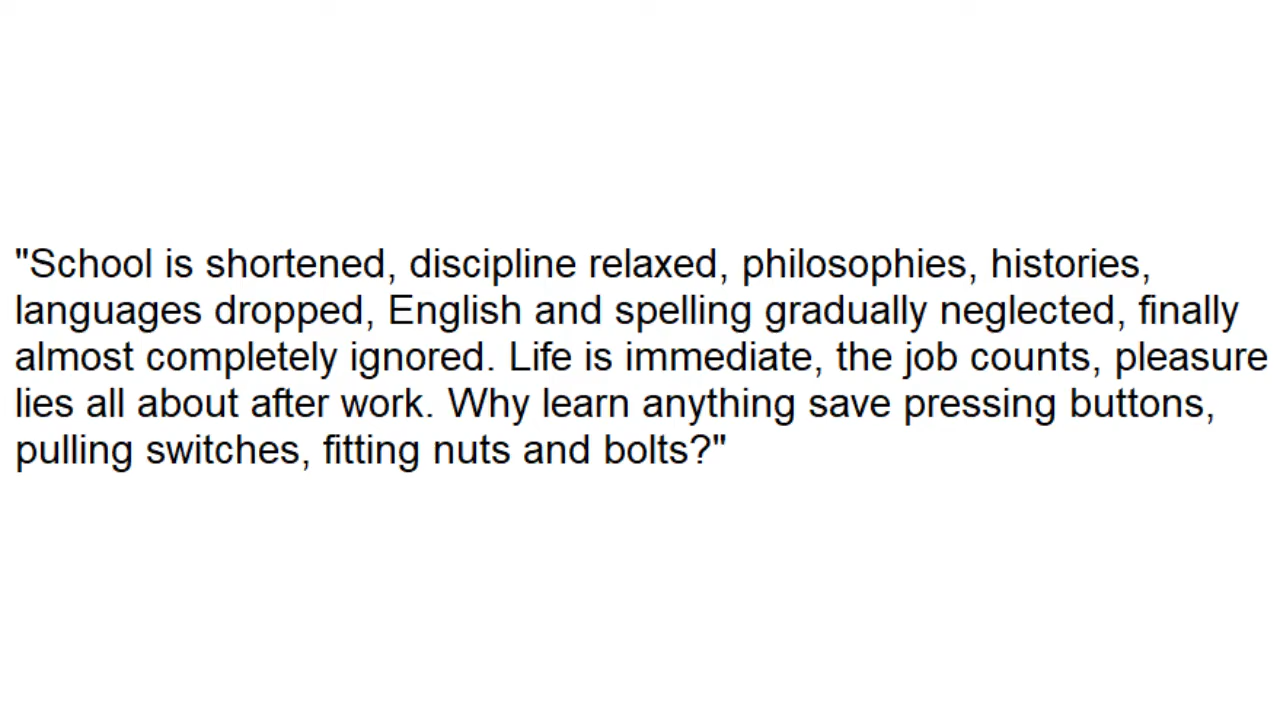 "School is shortened, discipline relaxed, philosophies, histories,
languages dropped, English and spelling gradually neglected, finally
almost completely ignored. Life is immediate, the job counts, pleasure
lies all about after work. Why learn anything save pressing buttons,
pulling switches, fitting nuts and bolts?"